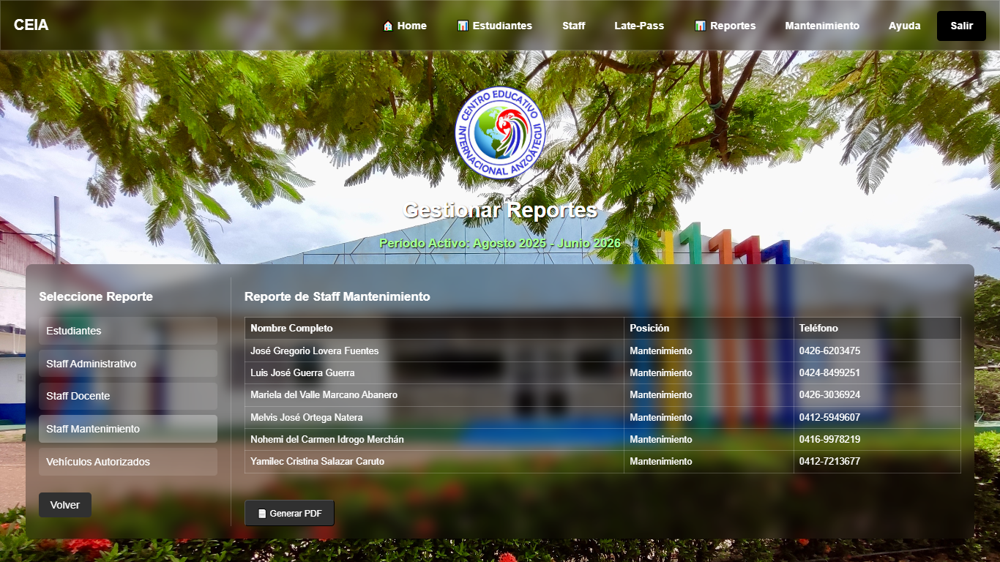 CEIA
Home
Estudiantes
Staff
Late-Pass
Reportes
Mantenimiento
Ayuda
Salir
CENTRO EDUCATIVO
INTERNACIONAL ANZOÁTEGUI
Gestionar Reportes
Período Activo: Agosto 2025 - Junio 2026
Seleccione Reporte
Estudiantes
Staff Administrativo
Staff Docente
Staff Mantenimiento
Vehículos Autorizados
Volver
Reporte de Staff Mantenimiento
Nombre Completo Posición Teléfono
José Gregorio Lovera Fuentes Mantenimiento 0426-6203475
Luis José Guerra Guerra Mantenimiento 0424-8499251
Mariela del Valle Marcano Abanero Mantenimiento 0426-3036924
Melvis José Ortega Natera Mantenimiento 0412-5949607
Nohemi del Carmen Idrogo Merchán Mantenimiento 0416-9978219
Yamilec Cristina Salazar Caruto Mantenimiento 0412-7213677
Generar PDF